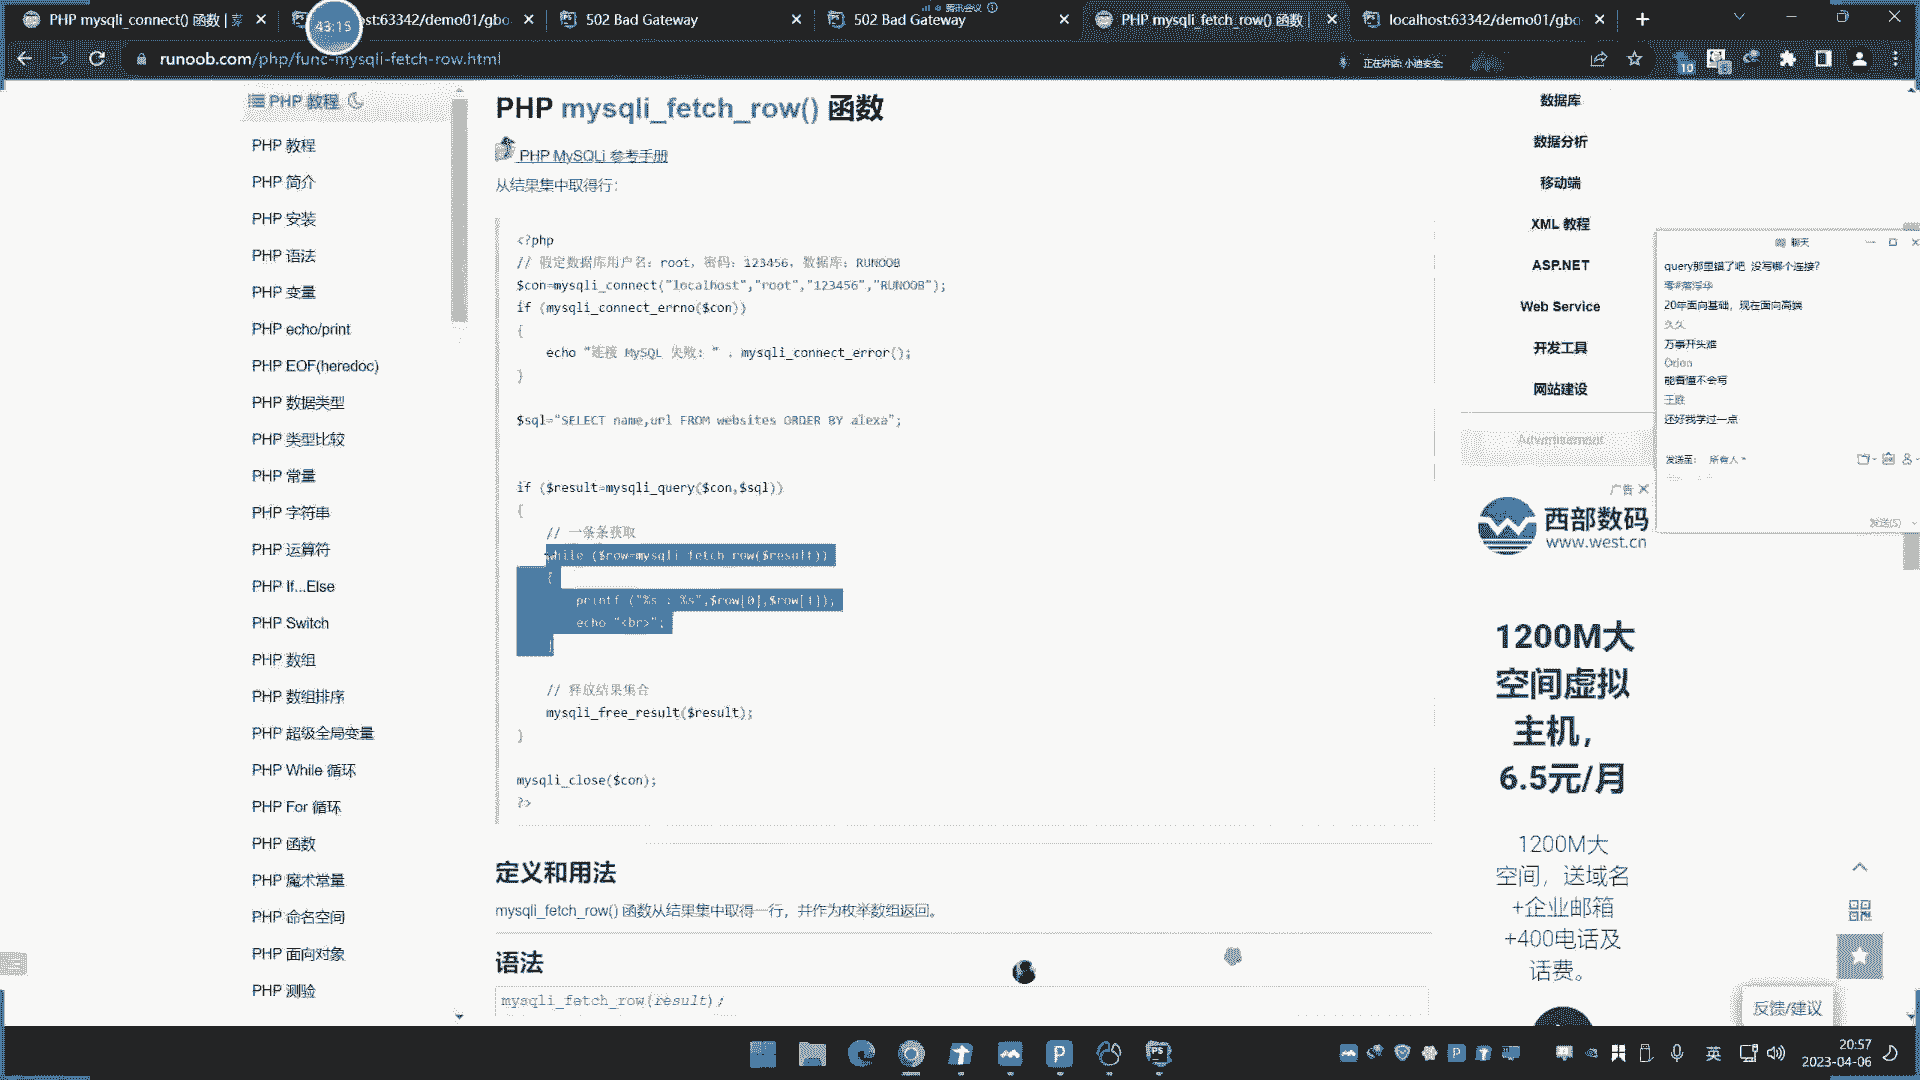 PHP mysqli_connect() 函数 | 菜
43:15
st:63342/demo01/gbo
502 Bad Gateway
502 Bad Gateway
腾讯会议
PHP mysqli_fetch_row() 函数 |
localhost:63342/demo01/gbo
runoob.com/php/func-mysqli-fetch-row.html
正在讲话: 小迪安全;
10
PHP 教程
PHP 教程
PHP 简介
PHP 安装
PHP 语法
PHP 变量
PHP echo/print
PHP EOF(heredoc)
PHP 数据类型
PHP 类型比较
PHP 常量
PHP 字符串
PHP 运算符
PHP If...Else
PHP Switch
PHP 数组
PHP 数组排序
PHP 超级全局变量
PHP While 循环
PHP For 循环
PHP 函数
PHP 魔术常量
PHP 命名空间
PHP 面向对象
PHP 测验
PHP mysqli_fetch_row() 函数
PHP MySQLi 参考手册
从结果集中取得行:
<?php
// 假定数据库用户名: root, 密码: 123456, 数据库: RUNOOB
$con=mysqli_connect("localhost","root","123456","RUNOOB");
if (mysqli_connect_errno($con))
{
echo "连接 MySQL 失败: " . mysqli_connect_error();
}
$sql="SELECT name,url FROM websites ORDER BY alexa";
if ($result=mysqli_query($con,$sql))
{
// 一条条获取
while ($row=mysqli_fetch_row($result))
{
printf ("%s : %s",$row[0],$row[1]);
echo "<br>";
}
// 释放结果集合
mysqli_free_result($result);
}
mysqli_close($con);
?>
定义和用法
mysqli_fetch_row() 函数从结果集中取得一行，并作为枚举数组返回。
语法
mysqli_fetch_row(result);
数据库
数据分析
移动端
XML 教程
ASP.NET
Web Service
开发工具
网站建设
Advertisement
广告
西部数码
www.west.cn
1200M大
空间虚拟
主机，
6.5元/月
1200M大
空间，送域名
+企业邮箱
+400电话及
话费。
反馈/建议
聊天
query那里错了吧 没写哪个连接?
20年面向基础，现在面向高端
久久
万事开头难
Orion
能看懂不会写
还好我学过一点
发送至: 所有人
发送(S)
英
20:57
2023-04-06